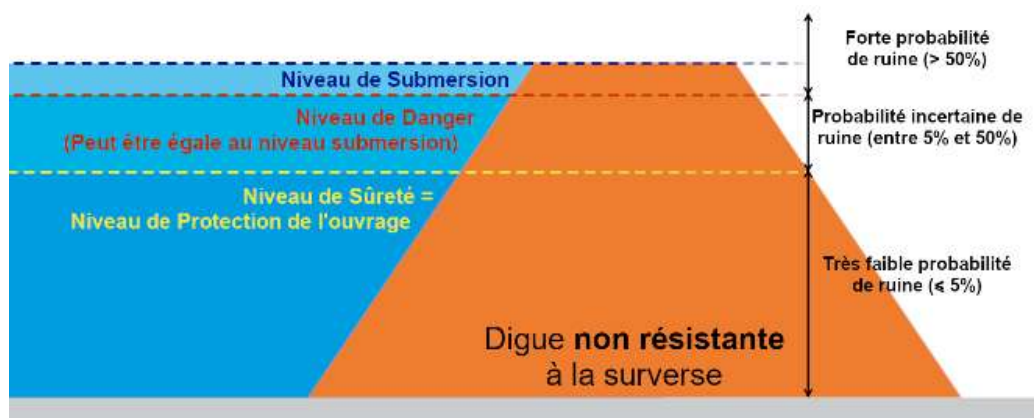 Forte probabilité
de ruine (> 50%)
Niveau de Submersion
Niveau de Danger
(Peut être égale au niveau submersion)
Probabilité incertaine de
ruine (entre 5% et 50%)
Niveau de Sûreté =
Niveau de Protection de l'ouvrage
Très faible probabilité
de ruine (⩽ 5%)
Digue non résistante
à la surverse